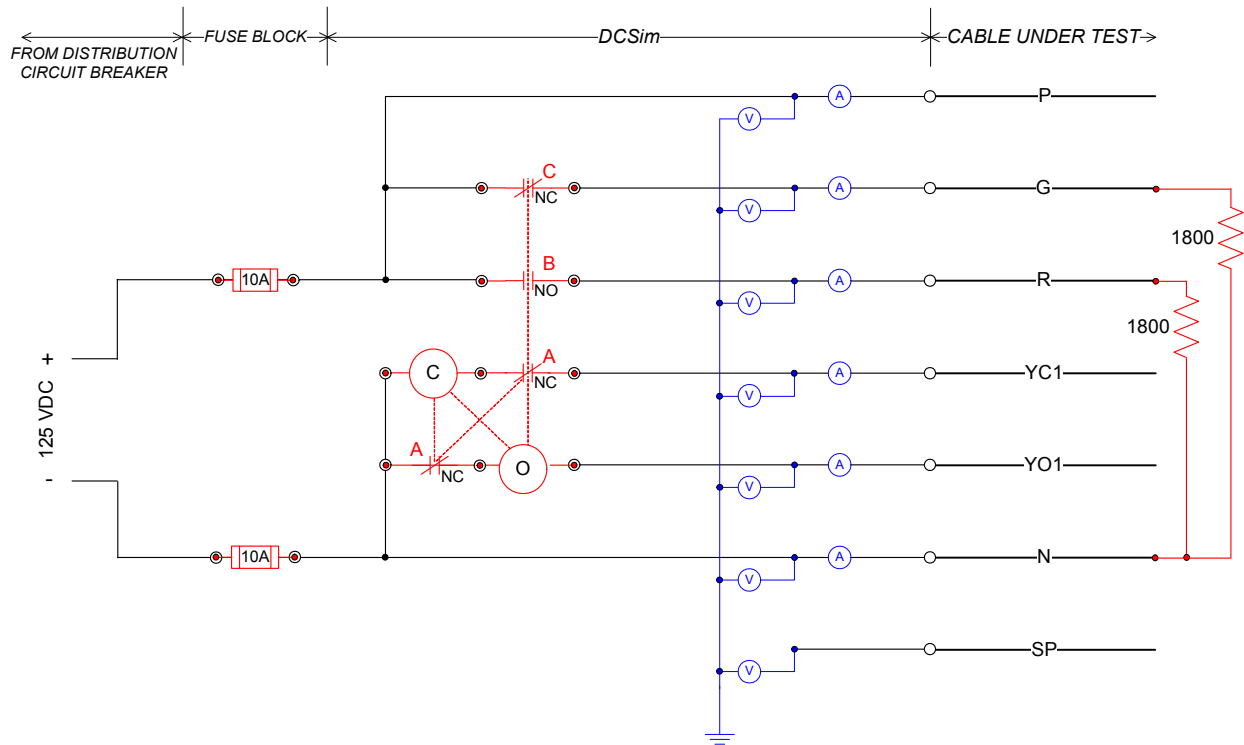 FROM DISTRIBUTION
CIRCUIT BREAKER
FUSE BLOCK
DCSim
CABLE UNDER TEST
A
P
V
C
NC
A
G
V
1800
10A
B
NO
A
R
V
1800
+
125 VDC
-
C
A
NC
A
YC1
V
A
NC
O
A
YO1
V
10A
A
N
V
SP
V